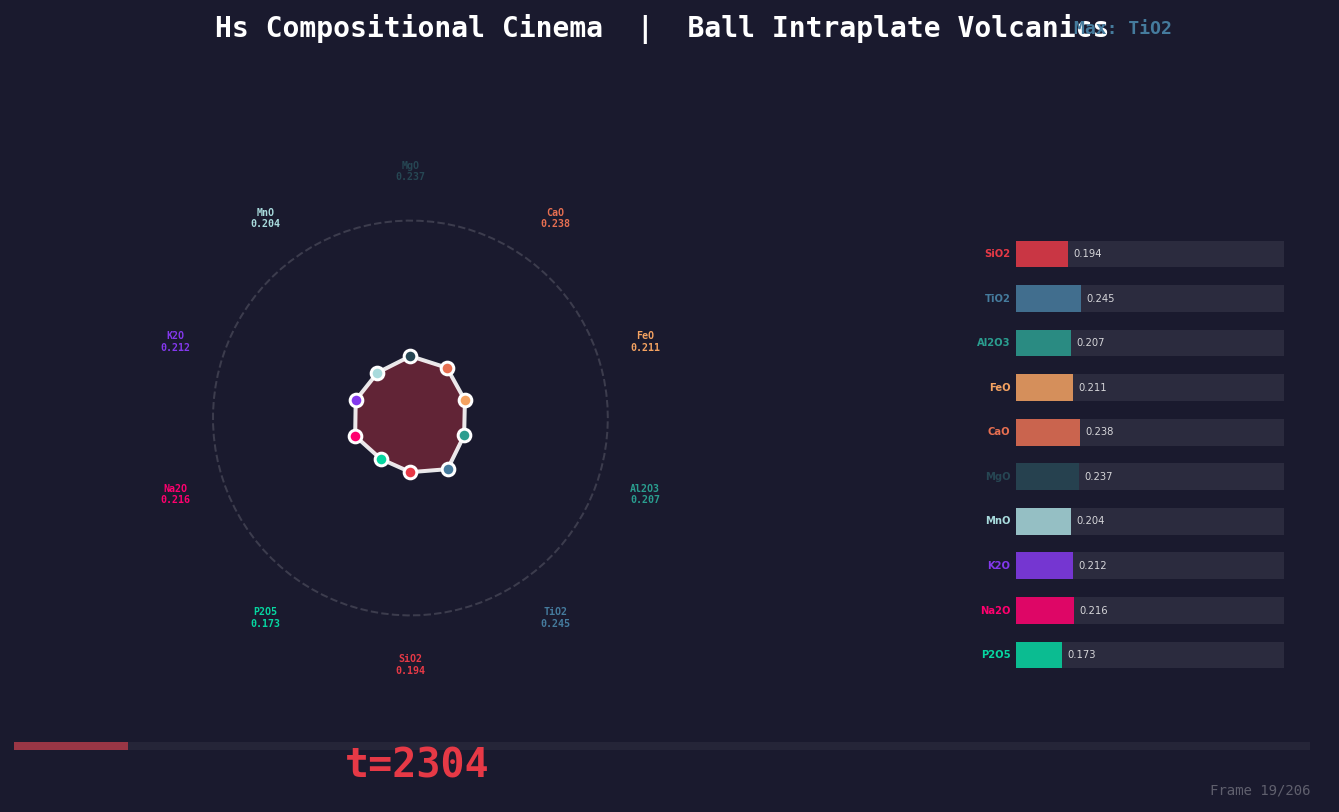 Hs Compositional Cinema | Ball Intraplate Volcanics
Max: TiO2
MgO
0.237
MnO
0.204
CaO
0.238
K2O
0.212
FeO
0.211
Na2O
0.216
Al2O3
0.207
P2O5
0.173
TiO2
0.245
SiO2
0.194
SiO2 0.194
TiO2 0.245
Al2O3 0.207
FeO 0.211
CaO 0.238
MgO 0.237
MnO 0.204
K2O 0.212
Na2O 0.216
P2O5 0.173
t=2304
Frame 19/206